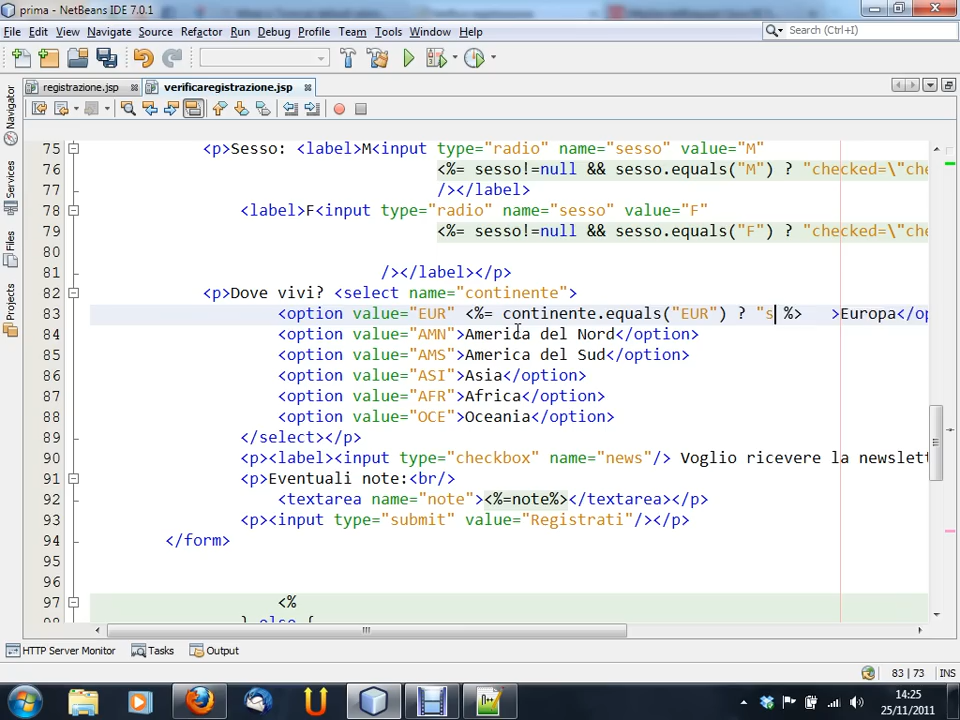 prima - NetBeans IDE 7.0.1
File Edit View Navigate Source Refactor Run Debug Profile Team Tools Window Help
Search (Ctrl+I)
registrazione.jsp verificaregistrazione.jsp
Navigator
Services
Files
Projects
75 <p>Sesso: <label>M<input type="radio" name="sesso" value="M"
76 <%= sesso!=null && sesso.equals("M") ? "checked=\"che
77 /></label>
78 <label>F<input type="radio" name="sesso" value="F"
79 <%= sesso!=null && sesso.equals("F") ? "checked=\"che
80
81 /></label></p>
82 <p>Dove vivi? <select name="continente">
83 <option value="EUR" <%= continente.equals("EUR") ? "s %> >Europa</op
84 <option value="AMN">America del Nord</option>
85 <option value="AMS">America del Sud</option>
86 <option value="ASI">Asia</option>
87 <option value="AFR">Africa</option>
88 <option value="OCE">Oceania</option>
89 </select></p>
90 <p><label><input type="checkbox" name="news"/> Voglio ricevere la newslett
91 <p>Eventuali note:<br/>
92 <textarea name="note"><%=note%></textarea></p>
93 <p><input type="submit" value="Registrati"/></p>
94 </form>
95
96
97 <%
98 } else {
HTTP Server Monitor Tasks Output
83 | 73 INS
14:25
25/11/2011